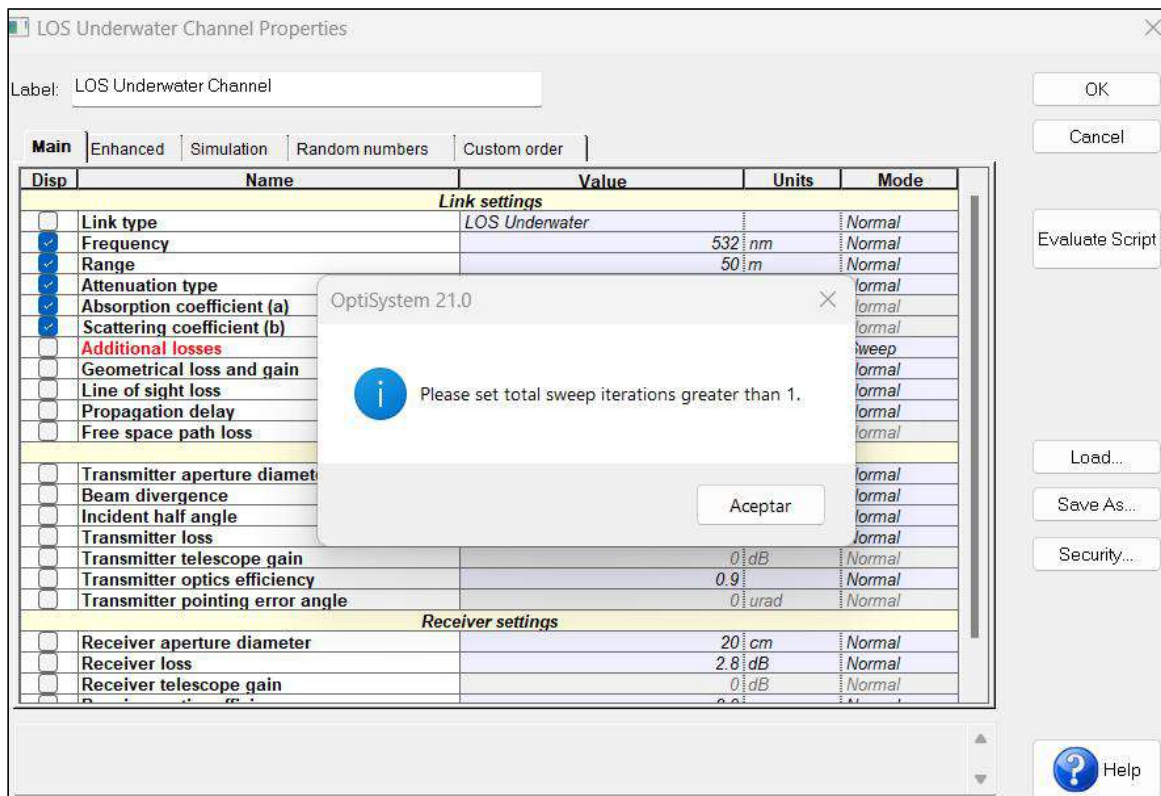 LOS Underwater Channel Properties
Label: LOS Underwater Channel
OK
Cancel
Main Enhanced Simulation Random numbers Custom order
Disp Name Value Units Mode
Link settings
Link type LOS Underwater Normal
Frequency 532 nm Normal
Evaluate Script
Range 50 m Normal
Attenuation type
Absorption coefficient (a)
Scattering coefficient (b)
Additional losses
Geometrical loss and gain
Line of sight loss
Propagation delay
Free space path loss
OptiSystem 21.0
Please set total sweep iterations greater than 1.
Aceptar
Load...
Save As...
Security...
Beam divergence
Incident half angle
Transmitter loss
Transmitter telescope gain 0 dB Normal
Transmitter optics efficiency 0.9 Normal
Transmitter pointing error angle 0 urad Normal
Receiver settings
Receiver aperture diameter 20 cm Normal
Receiver loss 2.8 dB Normal
Receiver telescope gain 0 dB Normal
Help